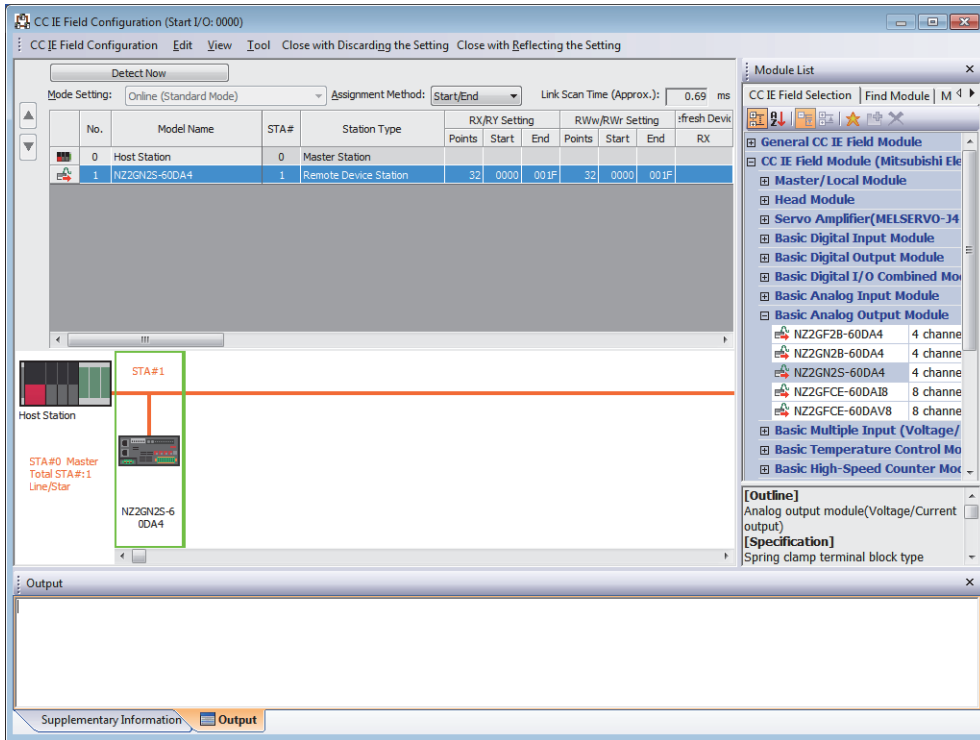 CC IE Field Configuration (Start I/O: 0000)
CC IE Field Configuration Edit View Tool Close with Discarding the Setting Close with Reflecting the Setting
Detect Now
Mode Setting: Online (Standard Mode) Assignment Method: Start/End Link Scan Time (Approx.): 0.69 ms
No. Model Name STA# Station Type RX/RY Setting RWw/RWr Setting efresh Devic
Points Start End Points Start End RX
0 Host Station 0 Master Station
1 NZ2GN2S-60DA4 1 Remote Device Station 32 0000 001F 32 0000 001F
STA#1
Host Station
STA#0 Master
Total STA#:1
Line/Star
NZ2GN2S-6
0DA4
Module List
CC IE Field Selection Find Module M
General CC IE Field Module
CC IE Field Module (Mitsubishi Ele
Master/Local Module
Head Module
Servo Amplifier(MELSERVO-J4
Basic Digital Input Module
Basic Digital Output Module
Basic Digital I/O Combined Mo
Basic Analog Input Module
Basic Analog Output Module
NZ2GF2B-60DA4 4 channe
NZ2GN2B-60DA4 4 channe
NZ2GN2S-60DA4 4 channe
NZ2GFCE-60DAI8 8 channe
NZ2GFCE-60DAV8 8 channe
Basic Multiple Input (Voltage/
Basic Temperature Control Mo
Basic High-Speed Counter Moc
[Outline]
Analog output module(Voltage/Current
output)
[Specification]
Spring clamp terminal block type
Output
Supplementary Information Output